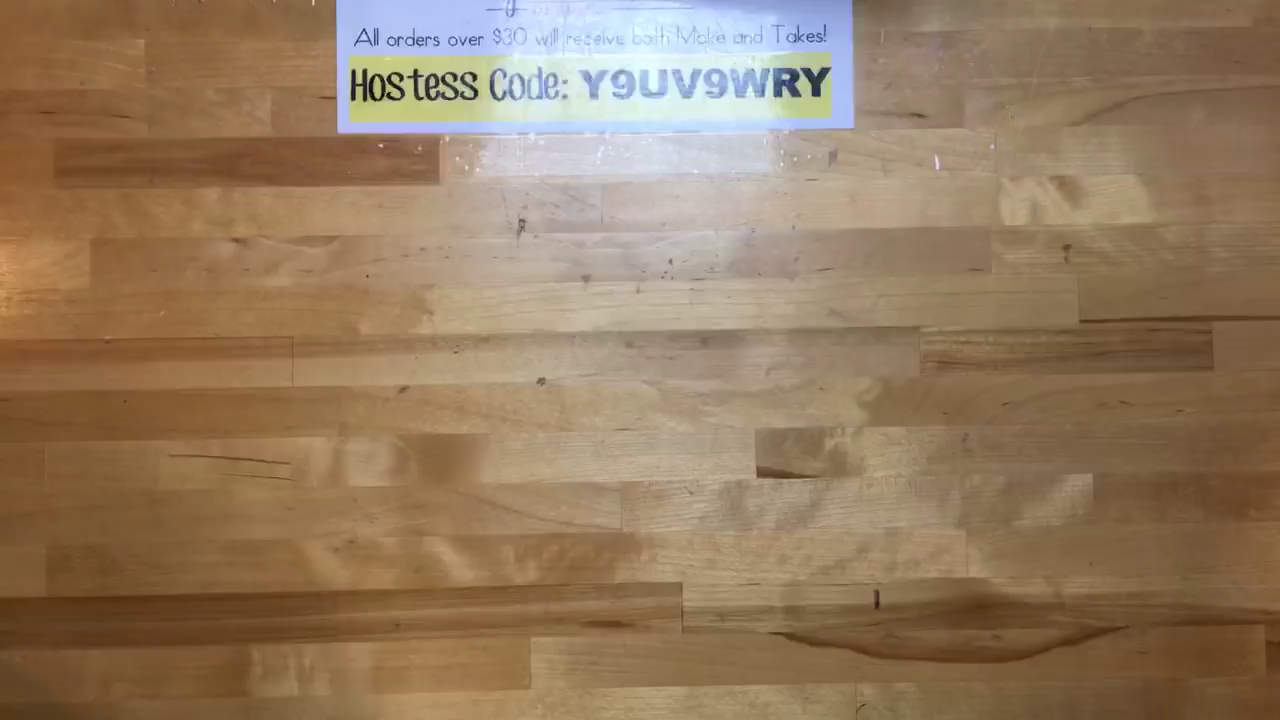 All orders over $30 will receive both Make and Takes!
Hostess Code: Y9UV9WRY